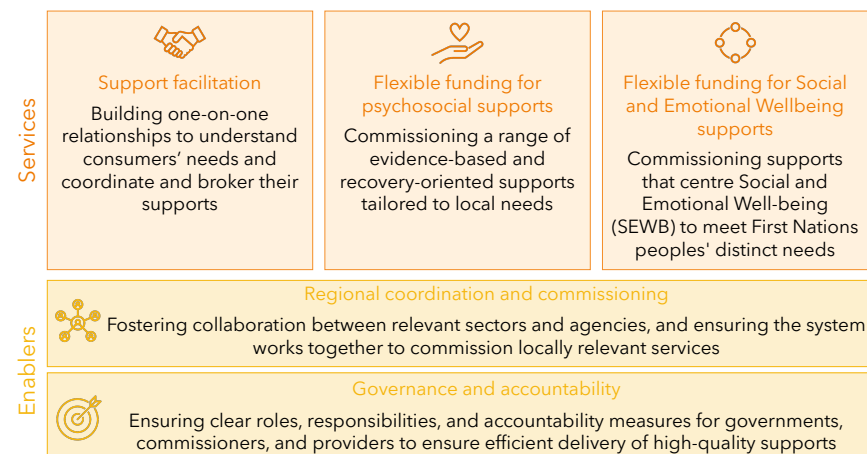 Services
Support facilitation
Building one-on-one
relationships to understand
consumers' needs and
coordinate and broker their
supports
Flexible funding for
psychosocial supports
Commissioning a range of
evidence-based and
recovery-oriented supports
tailored to local needs
Flexible funding for Social
and Emotional Wellbeing
supports
Commissioning supports
that centre Social and
Emotional Well-being
(SEWB) to meet First Nations
peoples' distinct needs
Enablers
Regional coordination and commissioning
Fostering collaboration between relevant sectors and agencies, and ensuring the system
works together to commission locally relevant services
Governance and accountability
Ensuring clear roles, responsibilities, and accountability measures for governments,
commissioners, and providers to ensure efficient delivery of high-quality supports